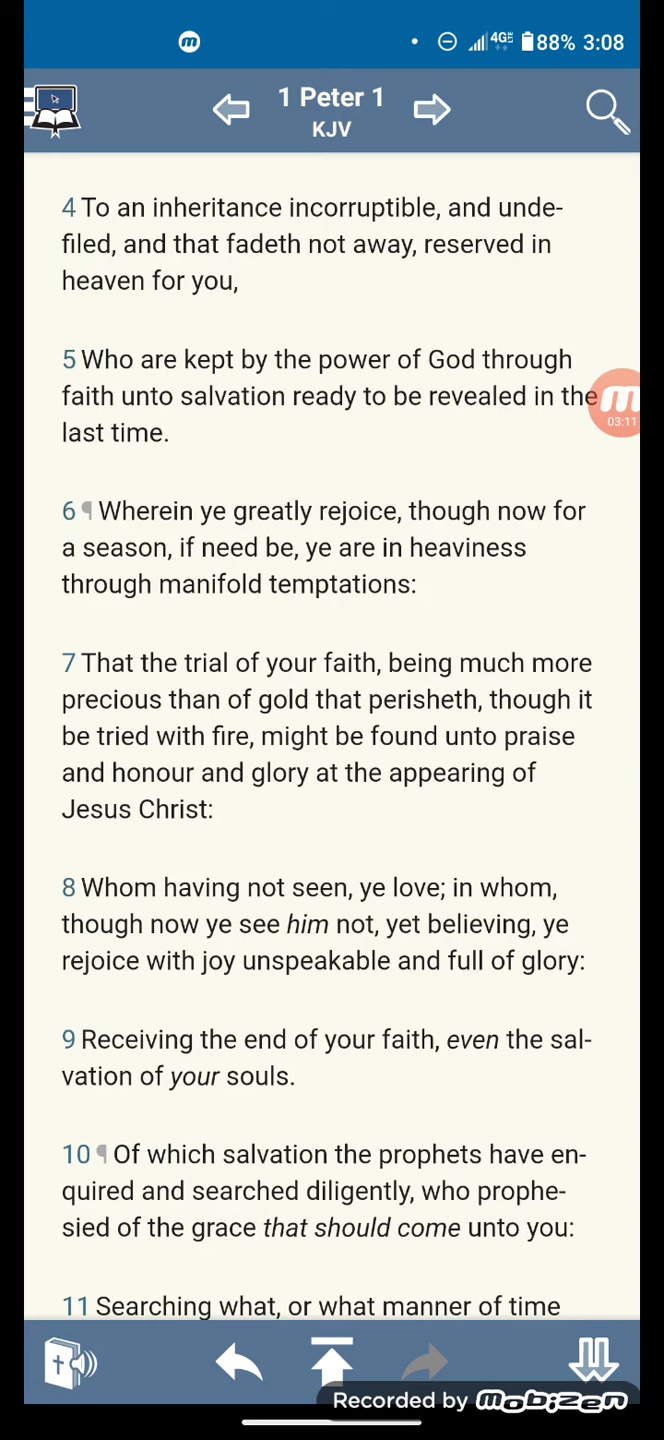 4G 88% 3:08
1 Peter 1
KJV
4 To an inheritance incorruptible, and unde-
filed, and that fadeth not away, reserved in
heaven for you,
5 Who are kept by the power of God through
faith unto salvation ready to be revealed in the
last time.
03:11
6 ¶ Wherein ye greatly rejoice, though now for
a season, if need be, ye are in heaviness
through manifold temptations:
7 That the trial of your faith, being much more
precious than of gold that perisheth, though it
be tried with fire, might be found unto praise
and honour and glory at the appearing of
Jesus Christ:
8 Whom having not seen, ye love; in whom,
though now ye see him not, yet believing, ye
rejoice with joy unspeakable and full of glory:
9 Receiving the end of your faith, even the sal-
vation of your souls.
10 ¶ Of which salvation the prophets have en-
quired and searched diligently, who prophe-
sied of the grace that should come unto you:
11 Searching what, or what manner of time
Recorded by Mobizen